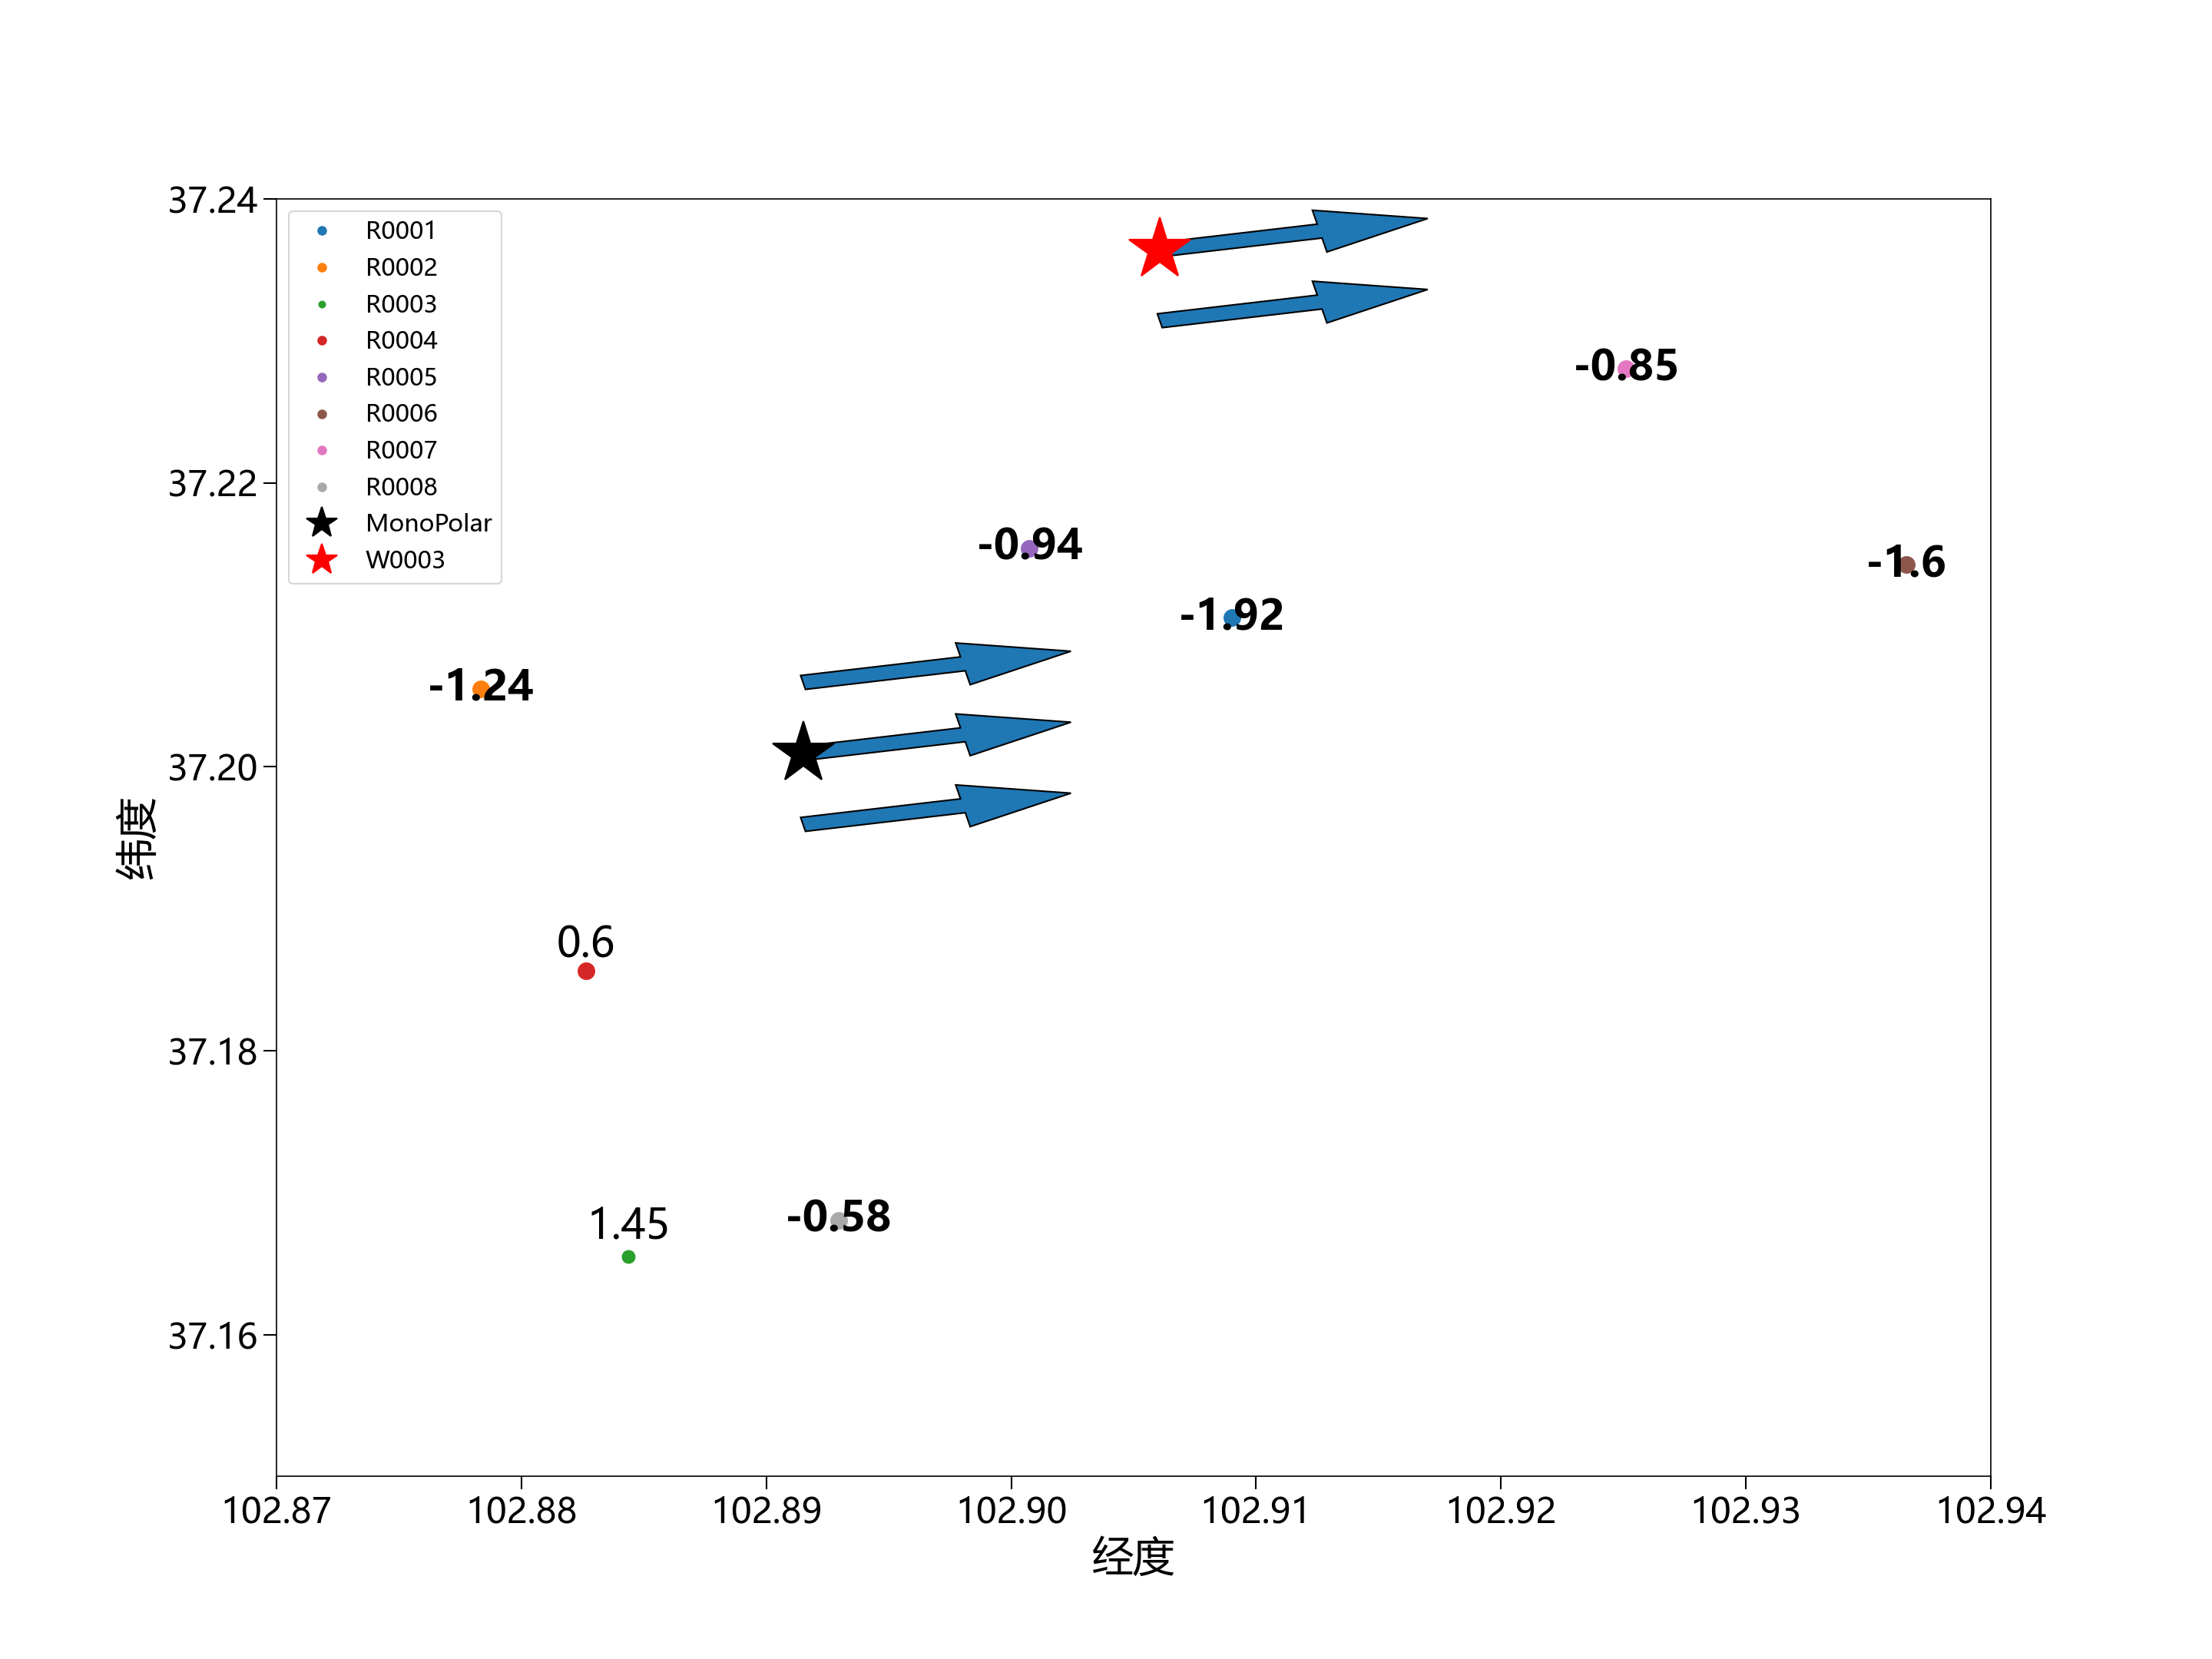 37.24
R0001
R0002
R0003
R0004
R0005
R0006
R0007
R0008
MonoPolar
W0003
-0.85
37.22
-0.94
-1.6
-1.92
-1.24
37.20
纬度
0.6
37.18
1.45
-0.58
37.16
102.87 102.88 102.89 102.90 102.91 102.92 102.93 102.94
经度